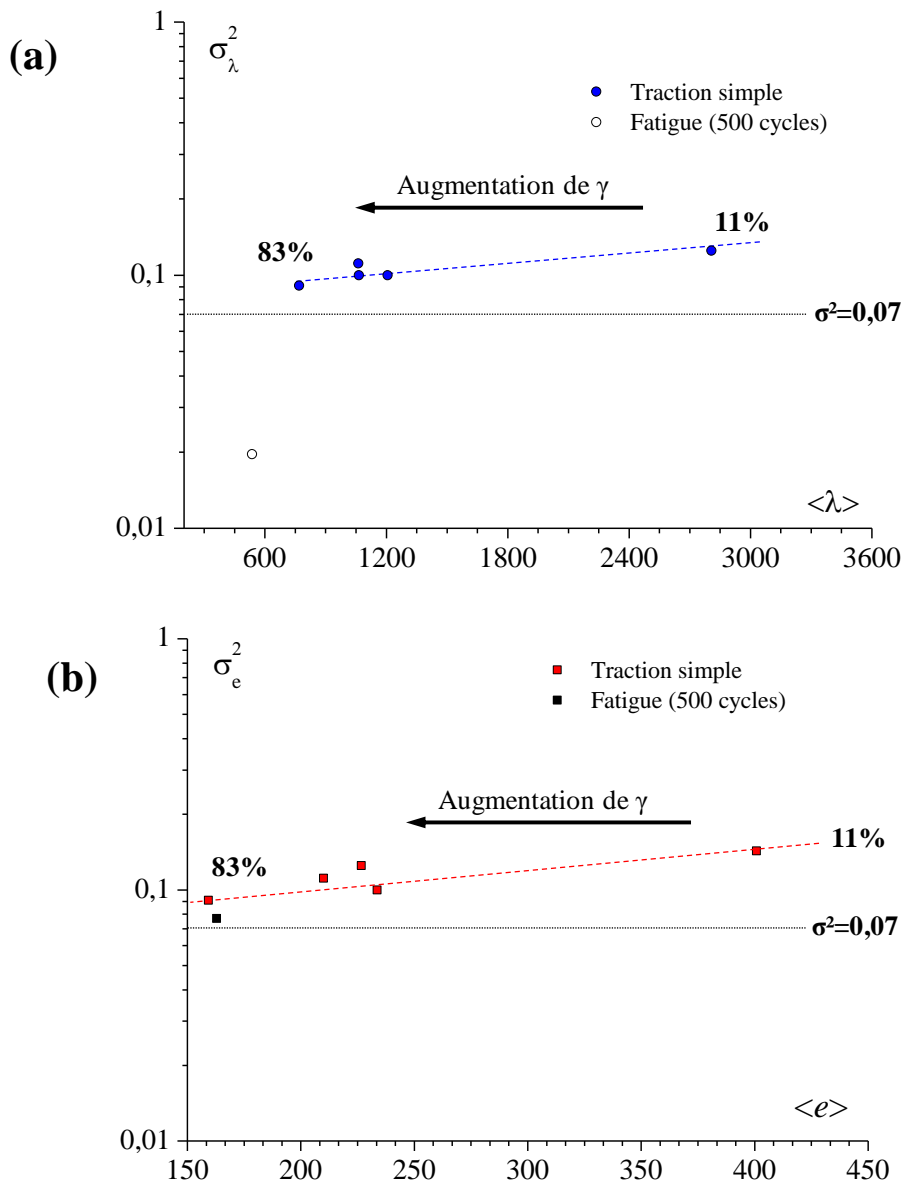 (a)
1
σλ²
Traction simple
Fatigue (500 cycles)
Augmentation de γ
83%
11%
0,1
σ²=0,07
<λ>
0,01
600 1200 1800 2400 3000 3600
(b)
1
σe²
Traction simple
Fatigue (500 cycles)
Augmentation de γ
83%
11%
0,1
σ²=0,07
<e>
0,01
150 200 250 300 350 400 450